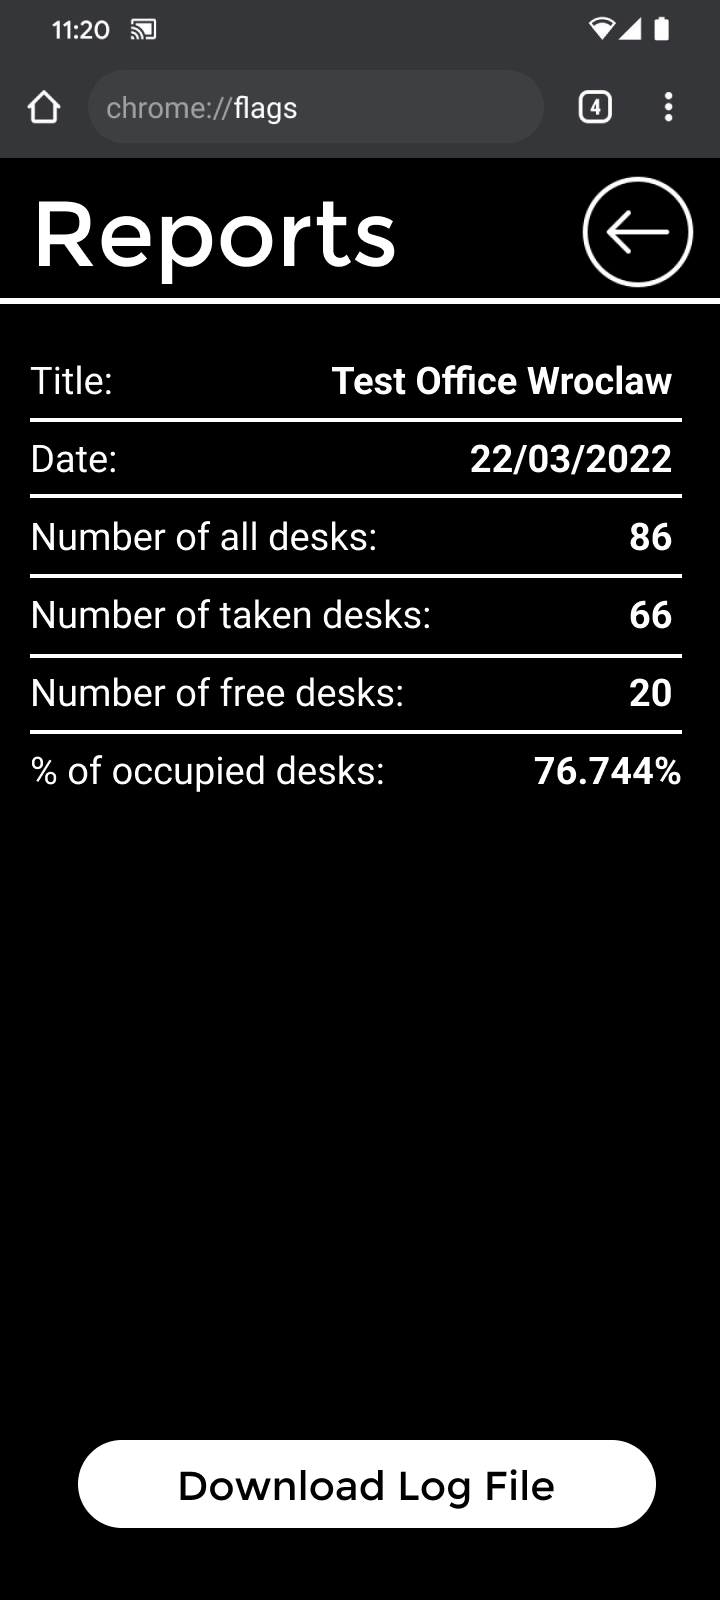 11:20
chrome://flags
4
Reports
Title: Test Office Wroclaw
Date: 22/03/2022
Number of all desks: 86
Number of taken desks: 66
Number of free desks: 20
% of occupied desks: 76.744%
Download Log File